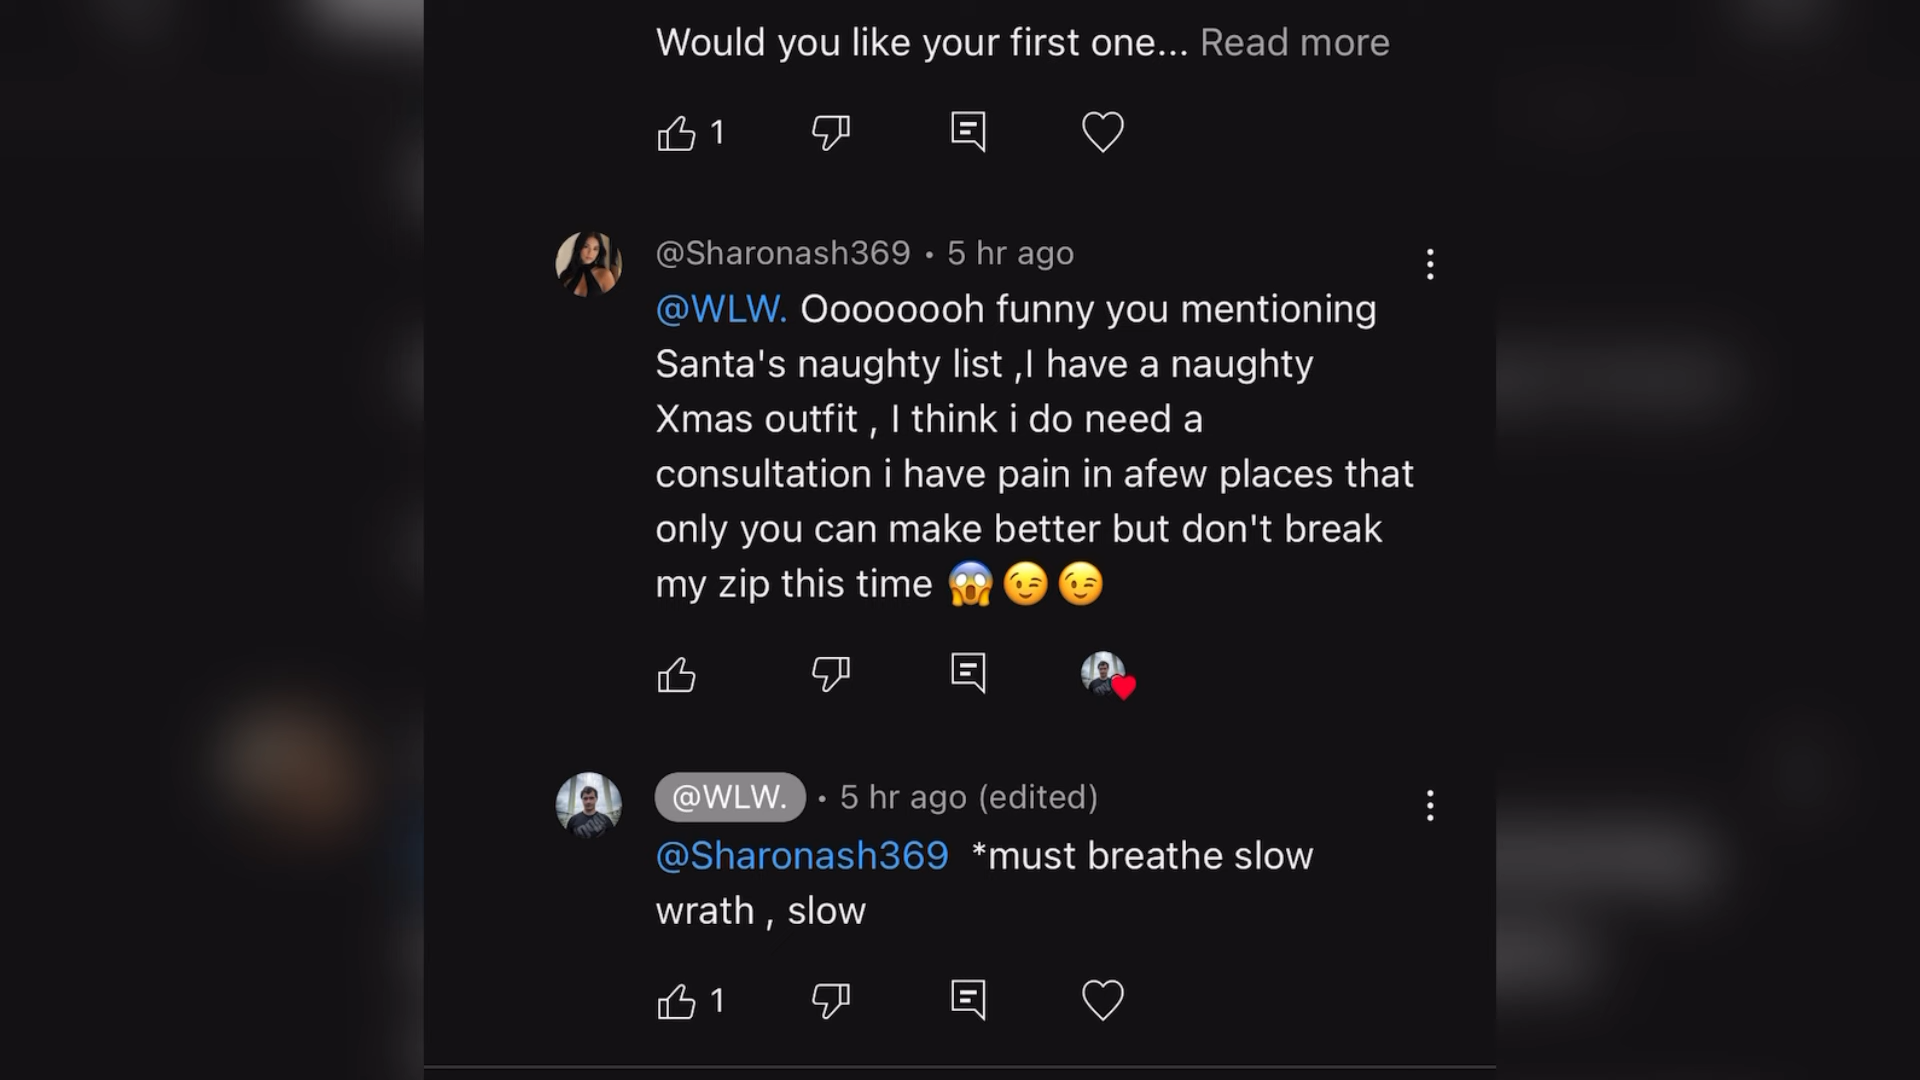 Would you like your first one... Read more
1
@Sharonash369 • 5 hr ago
@WLW. Oooooooh funny you mentioning
Santa's naughty list ,I have a naughty
Xmas outfit , I think i do need a
consultation i have pain in afew places that
only you can make better but don't break
my zip this time 😱😉😉
@WLW. • 5 hr ago (edited)
@Sharonash369 *must breathe slow
wrath , slow
1